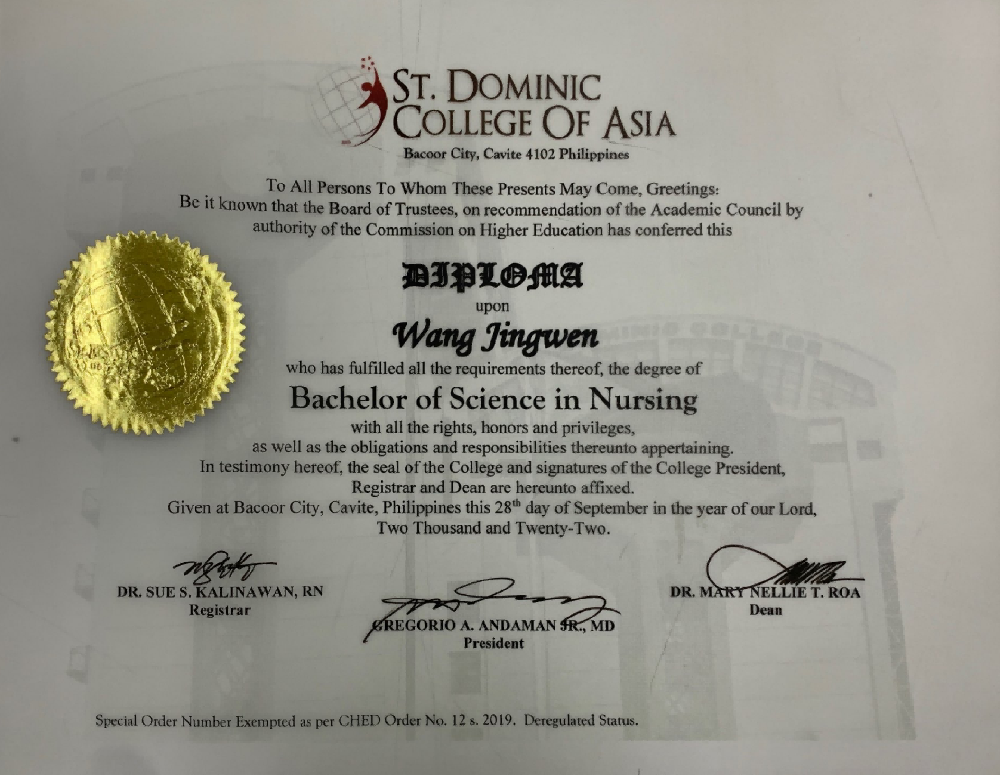 ST. DOMINIC
COLLEGE OF ASIA
Bacoor City, Cavite 4102 Philippines
To All Persons To Whom These Presents May Come, Greetings:
Be it known that the Board of Trustees, on recommendation of the Academic Council by
authority of the Commission on Higher Education has conferred this
DIPLOMA
upon
Wang Jingwen
who has fulfilled all the requirements thereof, the degree of
Bachelor of Science in Nursing
with all the rights, honors and privileges,
as well as the obligations and responsibilities thereunto appertaining.
In testimony hereof, the seal of the College and signatures of the College President,
Registrar and Dean are hereunto affixed.
Given at Bacoor City, Cavite, Philippines this 28th day of September in the year of our Lord,
Two Thousand and Twenty-Two.
DR. SUE S. KALINAWAN, RN
Registrar
GREGORIO A. ANDAMAN JR., MD
President
DR. MARY NELLIE T. ROA
Dean
Special Order Number Exempted as per CHED Order No. 12 s. 2019. Deregulated Status.